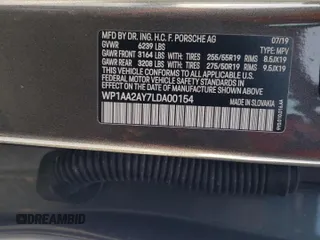 MFD BY DR. ING. H.C. F. PORSCHE AG 07/19
GVWR 6239 LBS TYPE: MPV
GAWR FRONT 3164 LBS WITH TIRES 255/55R19 RIMS 8.5JX19
GAWR REAR 3208 LBS WITH TIRES 275/50R19 RIMS 9.5JX19
THIS VEHICLE CONFORMS TO ALL APPLICABLE
FEDERAL MOTOR VEHICLE SAFETY STANDARDS IN EFFECT ON
THE DATE OF MANUFACTURE SHOWN ABOVE
WP1AA2AY7LDA00154 MADE IN SLOVAKIA
DREAMBID